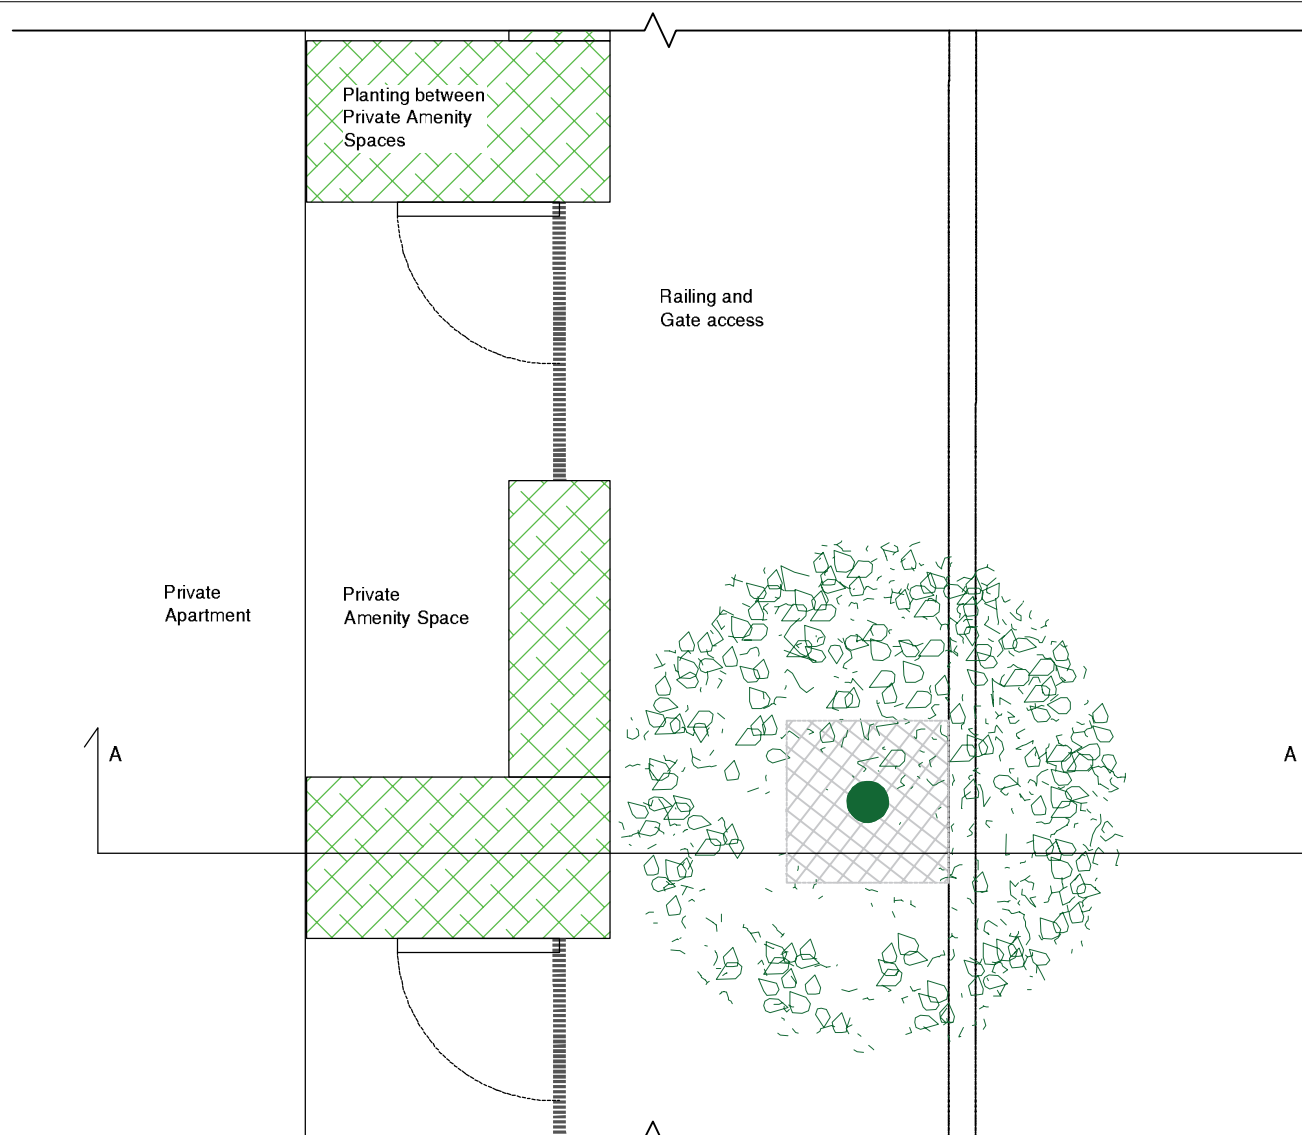 Planting between
Private Amenity
Spaces
Railing and
Gate access
Private
Apartment
Private
Amenity Space
A
A